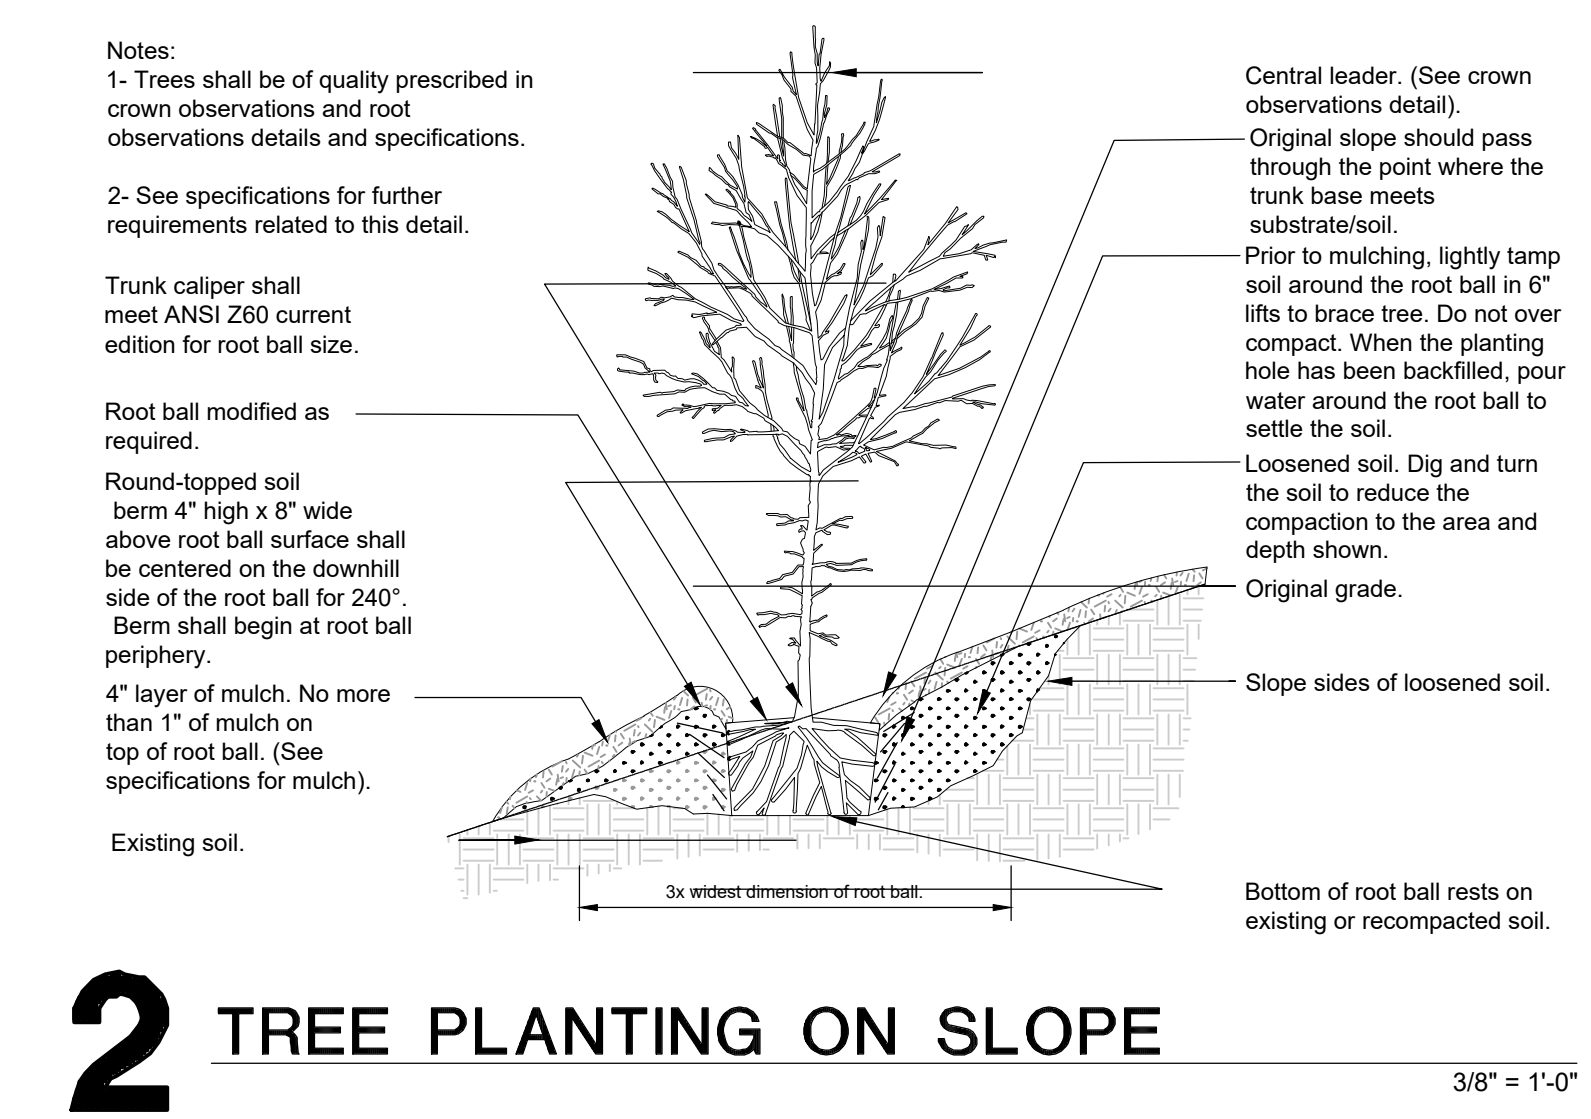 Notes:
1- Trees shall be of quality prescribed in
crown observations and root
observations details and specifications.
2- See specifications for further
requirements related to this detail.
Trunk caliper shall
meet ANSI Z60 current
edition for root ball size.
Root ball modified as
required.
Round-topped soil
berm 4" high x 8" wide
above root ball surface shall
be centered on the downhill
side of the root ball for 240°.
Berm shall begin at root ball
periphery.
4" layer of mulch. No more
than 1" of mulch on
top of root ball. (See
specifications for mulch).
Existing soil.
Central leader. (See crown
observations detail).
Original slope should pass
through the point where the
trunk base meets
substrate/soil.
Prior to mulching, lightly tamp
soil around the root ball in 6"
lifts to brace tree. Do not over
compact. When the planting
hole has been backfilled, pour
water around the root ball to
settle the soil.
Loosened soil. Dig and turn
the soil to reduce the
compaction to the area and
depth shown.
Original grade.
Slope sides of loosened soil.
Bottom of root ball rests on
existing or recompacted soil.
3x widest dimension of root ball.
2 TREE PLANTING ON SLOPE
3/8" = 1'-0"